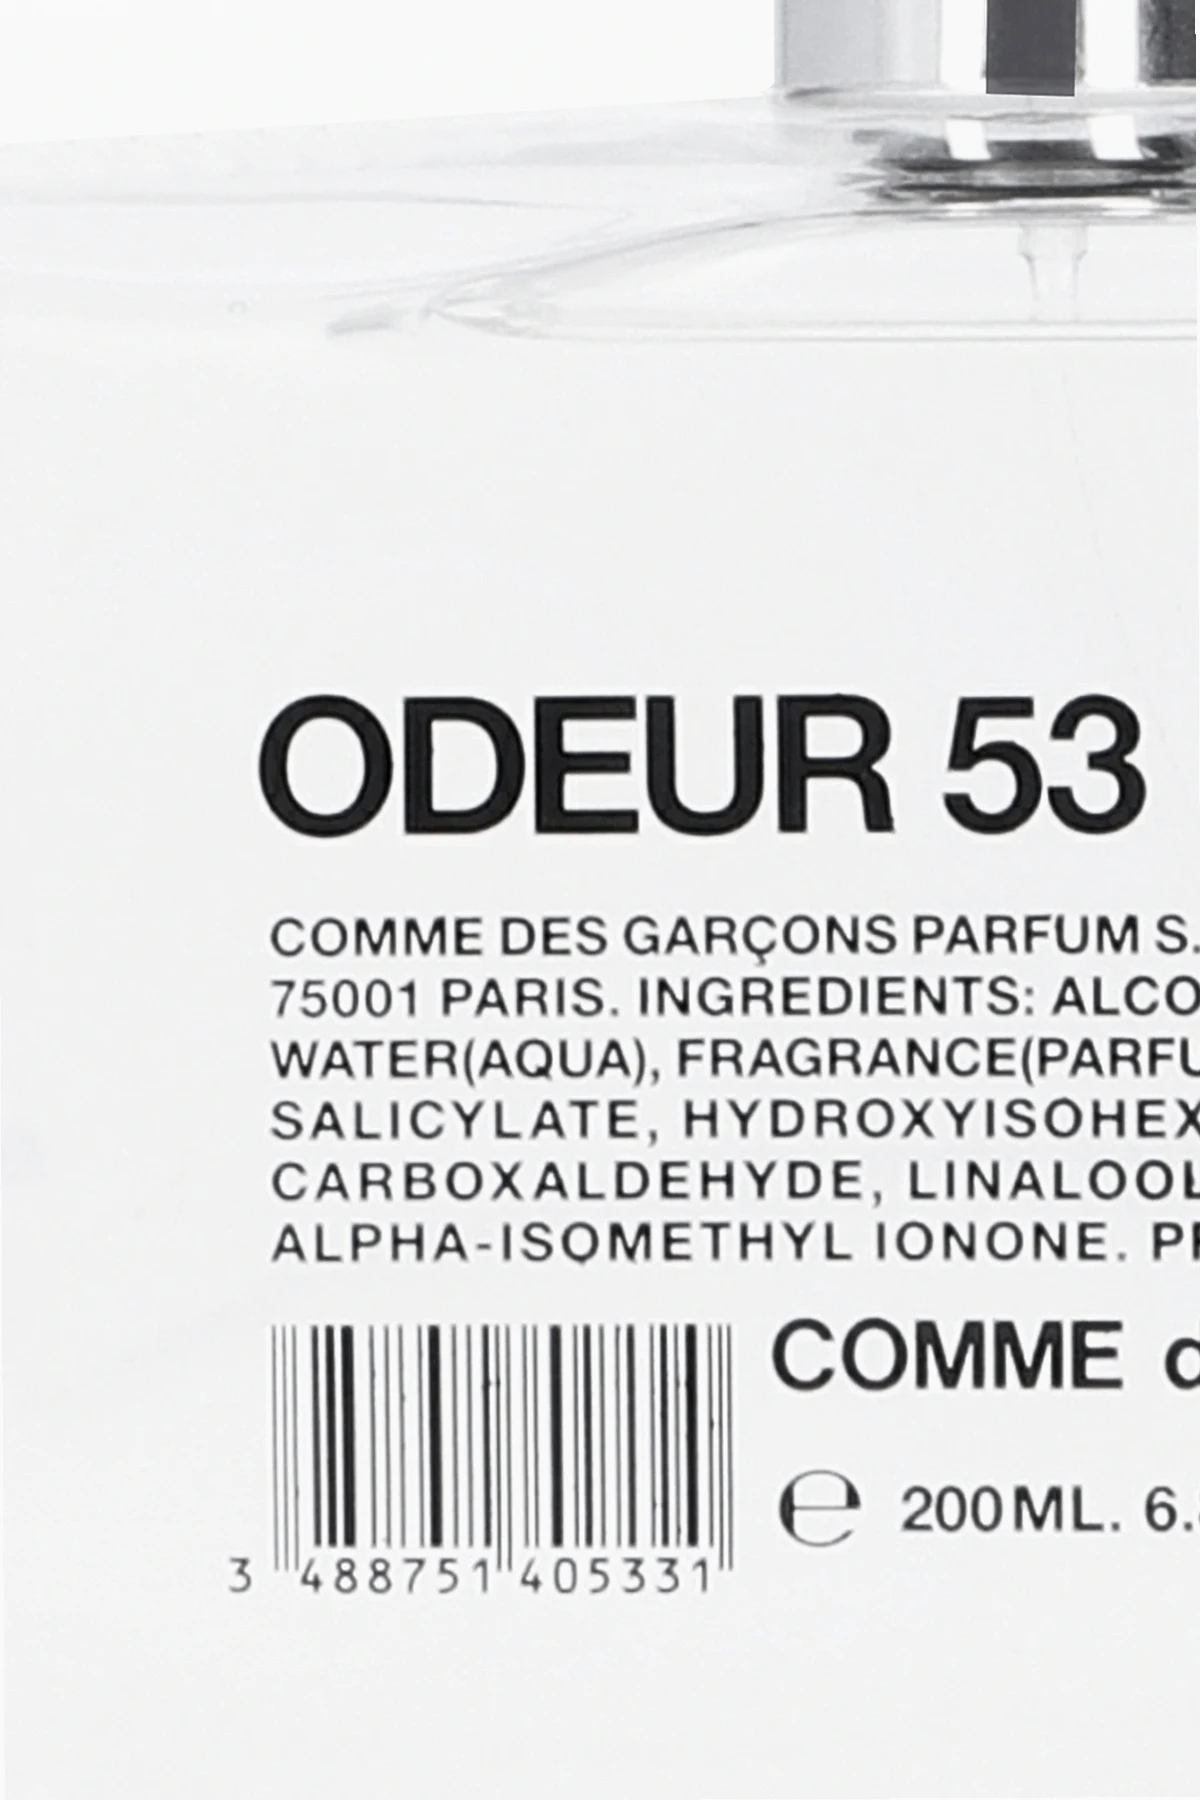 ODEUR 53
COMME DES GARÇONS PARFUM S.
75001 PARIS. INGREDIENTS: ALCO
WATER(AQUA), FRAGRANCE(PARFU
SALICYLATE, HYDROXYISOHEX
CARBOXALDEHYDE, LINALOOL
ALPHA-ISOMETHYL IONONE. P
COMME d
℮ 200ML. 6.
3 488751 405331